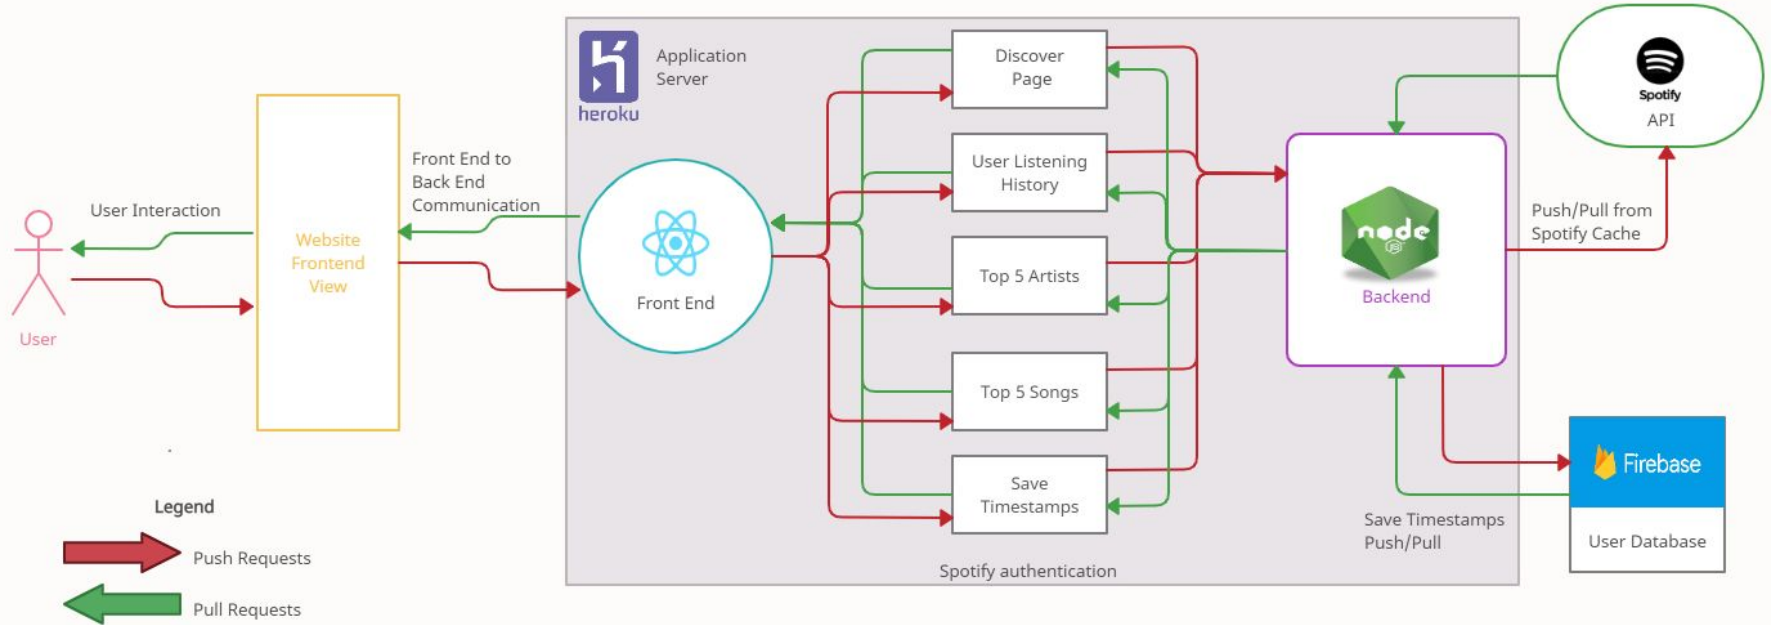 User Interaction
User
Website
Frontend
View
Front End to
Back End
Communication
heroku
Application
Server
Front End
Discover
Page
User Listening
History
Top 5 Artists
Top 5 Songs
Save
Timestamps
Spotify authentication
node
JS
Backend
Spotify
API
Push/Pull from
Spotify Cache
Save Timestamps
Push/Pull
Firebase
User Database
Legend
Push Requests
Pull Requests